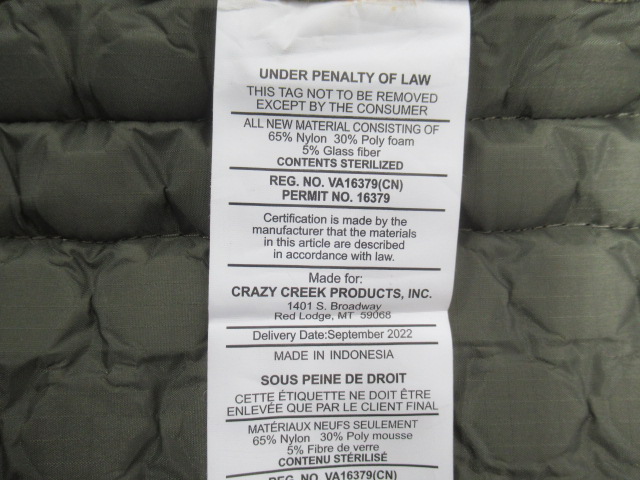 UNDER PENALTY OF LAW
THIS TAG NOT TO BE REMOVED
EXCEPT BY THE CONSUMER
ALL NEW MATERIAL CONSISTING OF
65% Nylon 30% Poly foam
5% Glass fiber
CONTENTS STERILIZED
REG. NO. VA16379(CN)
PERMIT NO. 16379
Certification is made by the
manufacturer that the materials
in this article are described
in accordance with law.
Made for:
CRAZY CREEK PRODUCTS, INC.
1401 S. Broadway
Red Lodge, MT 59068
Delivery Date:September 2022
MADE IN INDONESIA
SOUS PEINE DE DROIT
CETTE ÉTIQUETTE NE DOIT ÊTRE
ENLEVÉE QUE PAR LE CLIENT FINAL
MATÉRIAUX NEUFS SEULEMENT
65% Nylon 30% Poly mousse
5% Fibre de verre
CONTENU STÉRILISÉ
REG. NO. VA16379(CN)